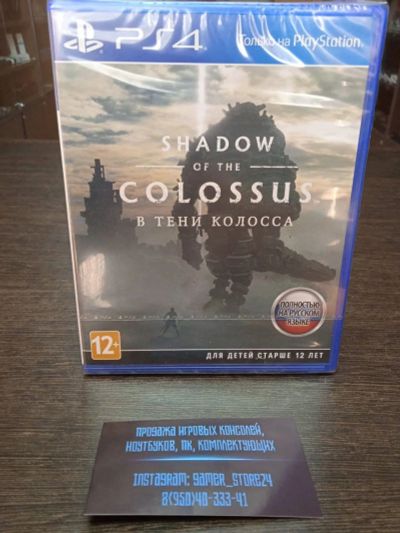 PS4
Только на PlayStation
SHADOW
OF THE
COLOSSUS
В ТЕНИ КОЛОССА
ПОЛНОСТЬЮ
НА РУССКОМ
ЯЗЫКЕ
12+
ДЛЯ ДЕТЕЙ СТАРШЕ 12 ЛЕТ
ПРОДАЖА ИГРОВЫХ КОНСОЛЕЙ,
НОУТБУКОВ, ПК, КОМПЛЕКТУЮЩИХ
INSTAGRAM: GAMER_STORE24
8(950)40-333-41